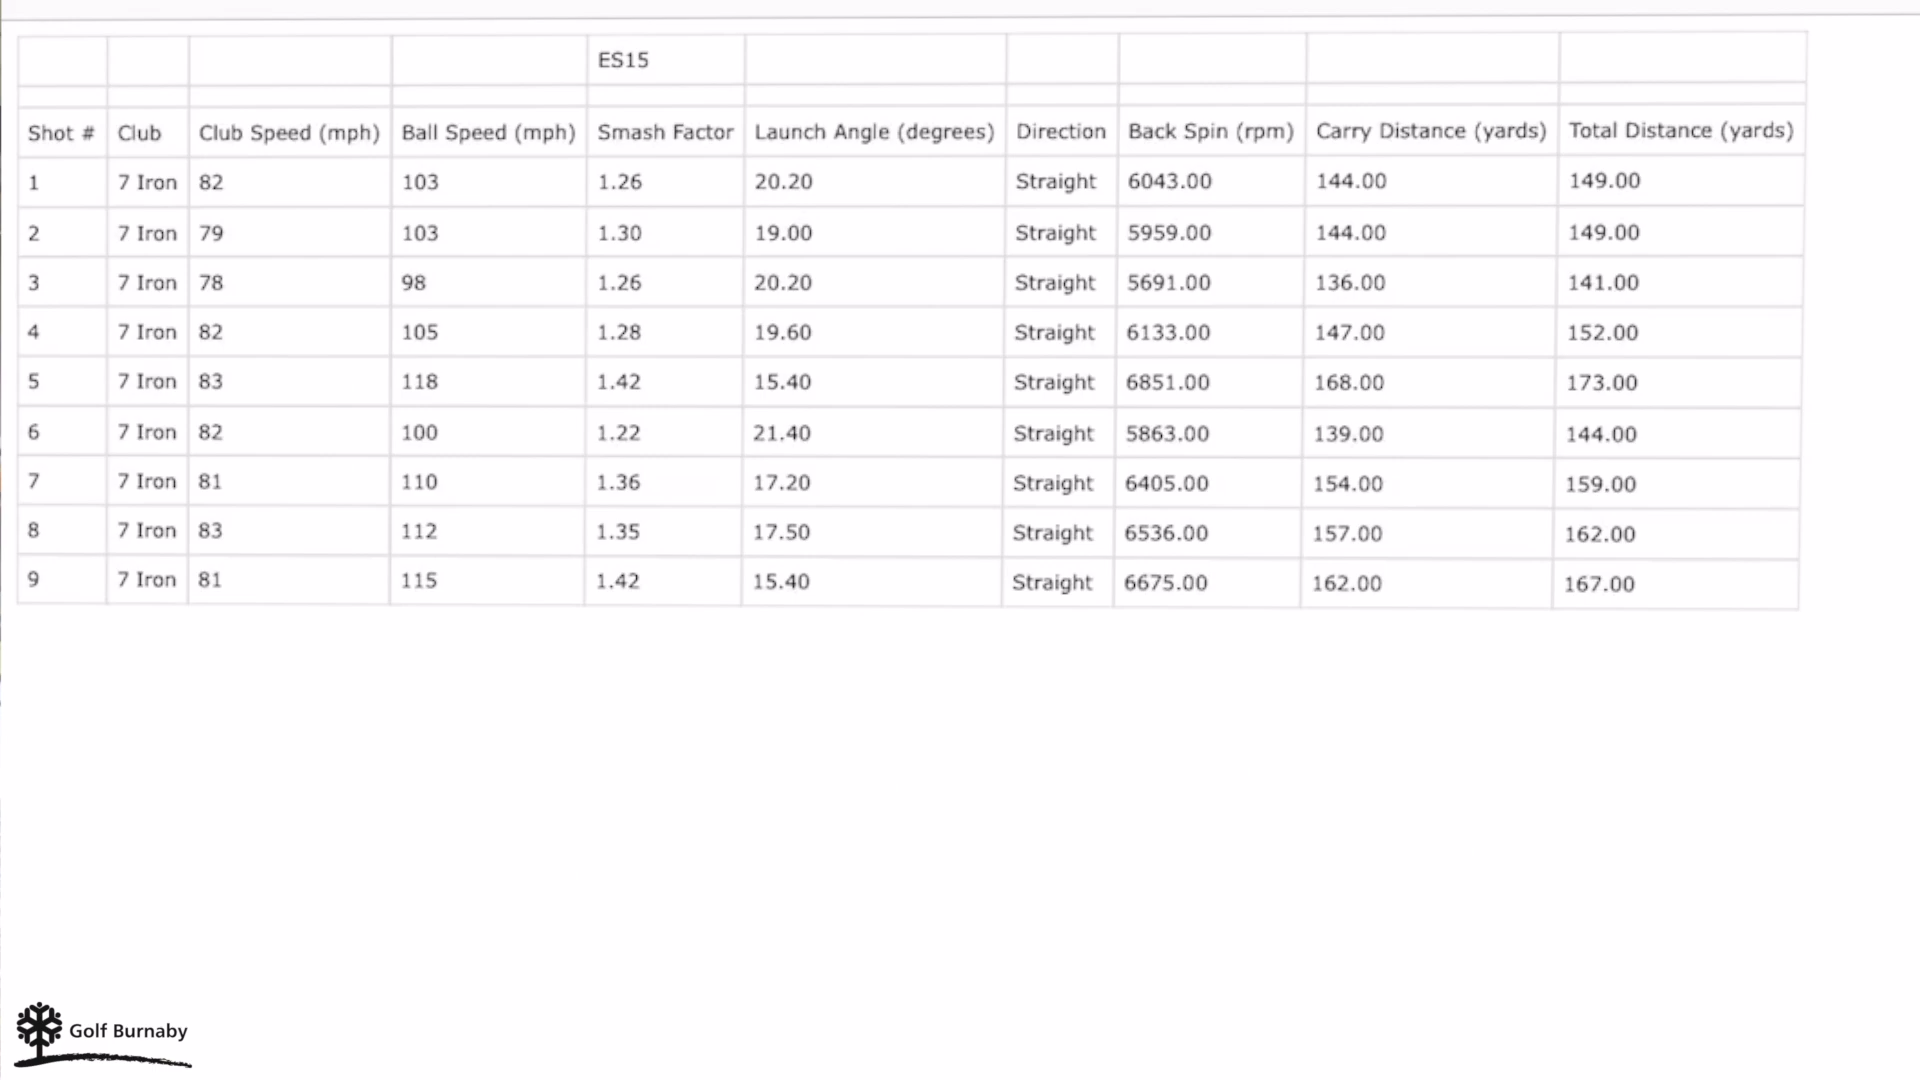 ES15
Shot # Club Club Speed (mph) Ball Speed (mph) Smash Factor Launch Angle (degrees) Direction Back Spin (rpm) Carry Distance (yards) Total Distance (yards)
1 7 Iron 82 103 1.26 20.20 Straight 6043.00 144.00 149.00
2 7 Iron 79 103 1.30 19.00 Straight 5959.00 144.00 149.00
3 7 Iron 78 98 1.26 20.20 Straight 5691.00 136.00 141.00
4 7 Iron 82 105 1.28 19.60 Straight 6133.00 147.00 152.00
5 7 Iron 83 118 1.42 15.40 Straight 6851.00 168.00 173.00
6 7 Iron 82 100 1.22 21.40 Straight 5863.00 139.00 144.00
7 7 Iron 81 110 1.36 17.20 Straight 6405.00 154.00 159.00
8 7 Iron 83 112 1.35 17.50 Straight 6536.00 157.00 162.00
9 7 Iron 81 115 1.42 15.40 Straight 6675.00 162.00 167.00
Golf Burnaby